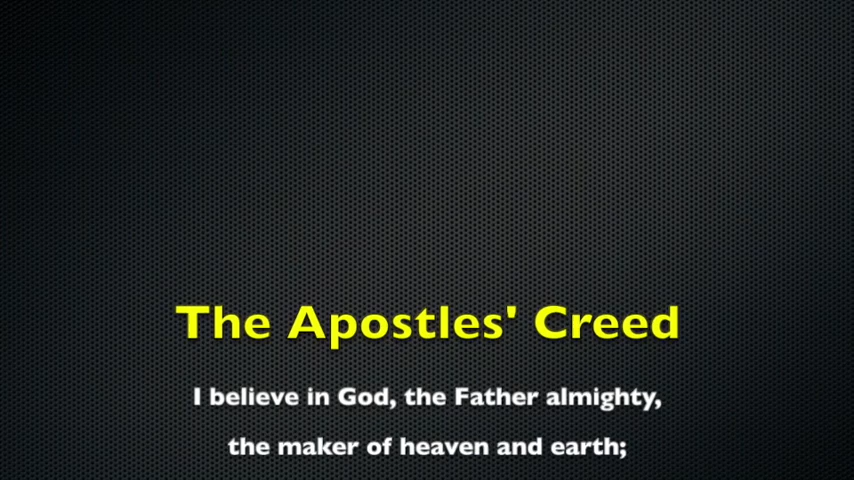 The Apostles' Creed
I believe in God, the Father almighty,
the maker of heaven and earth;